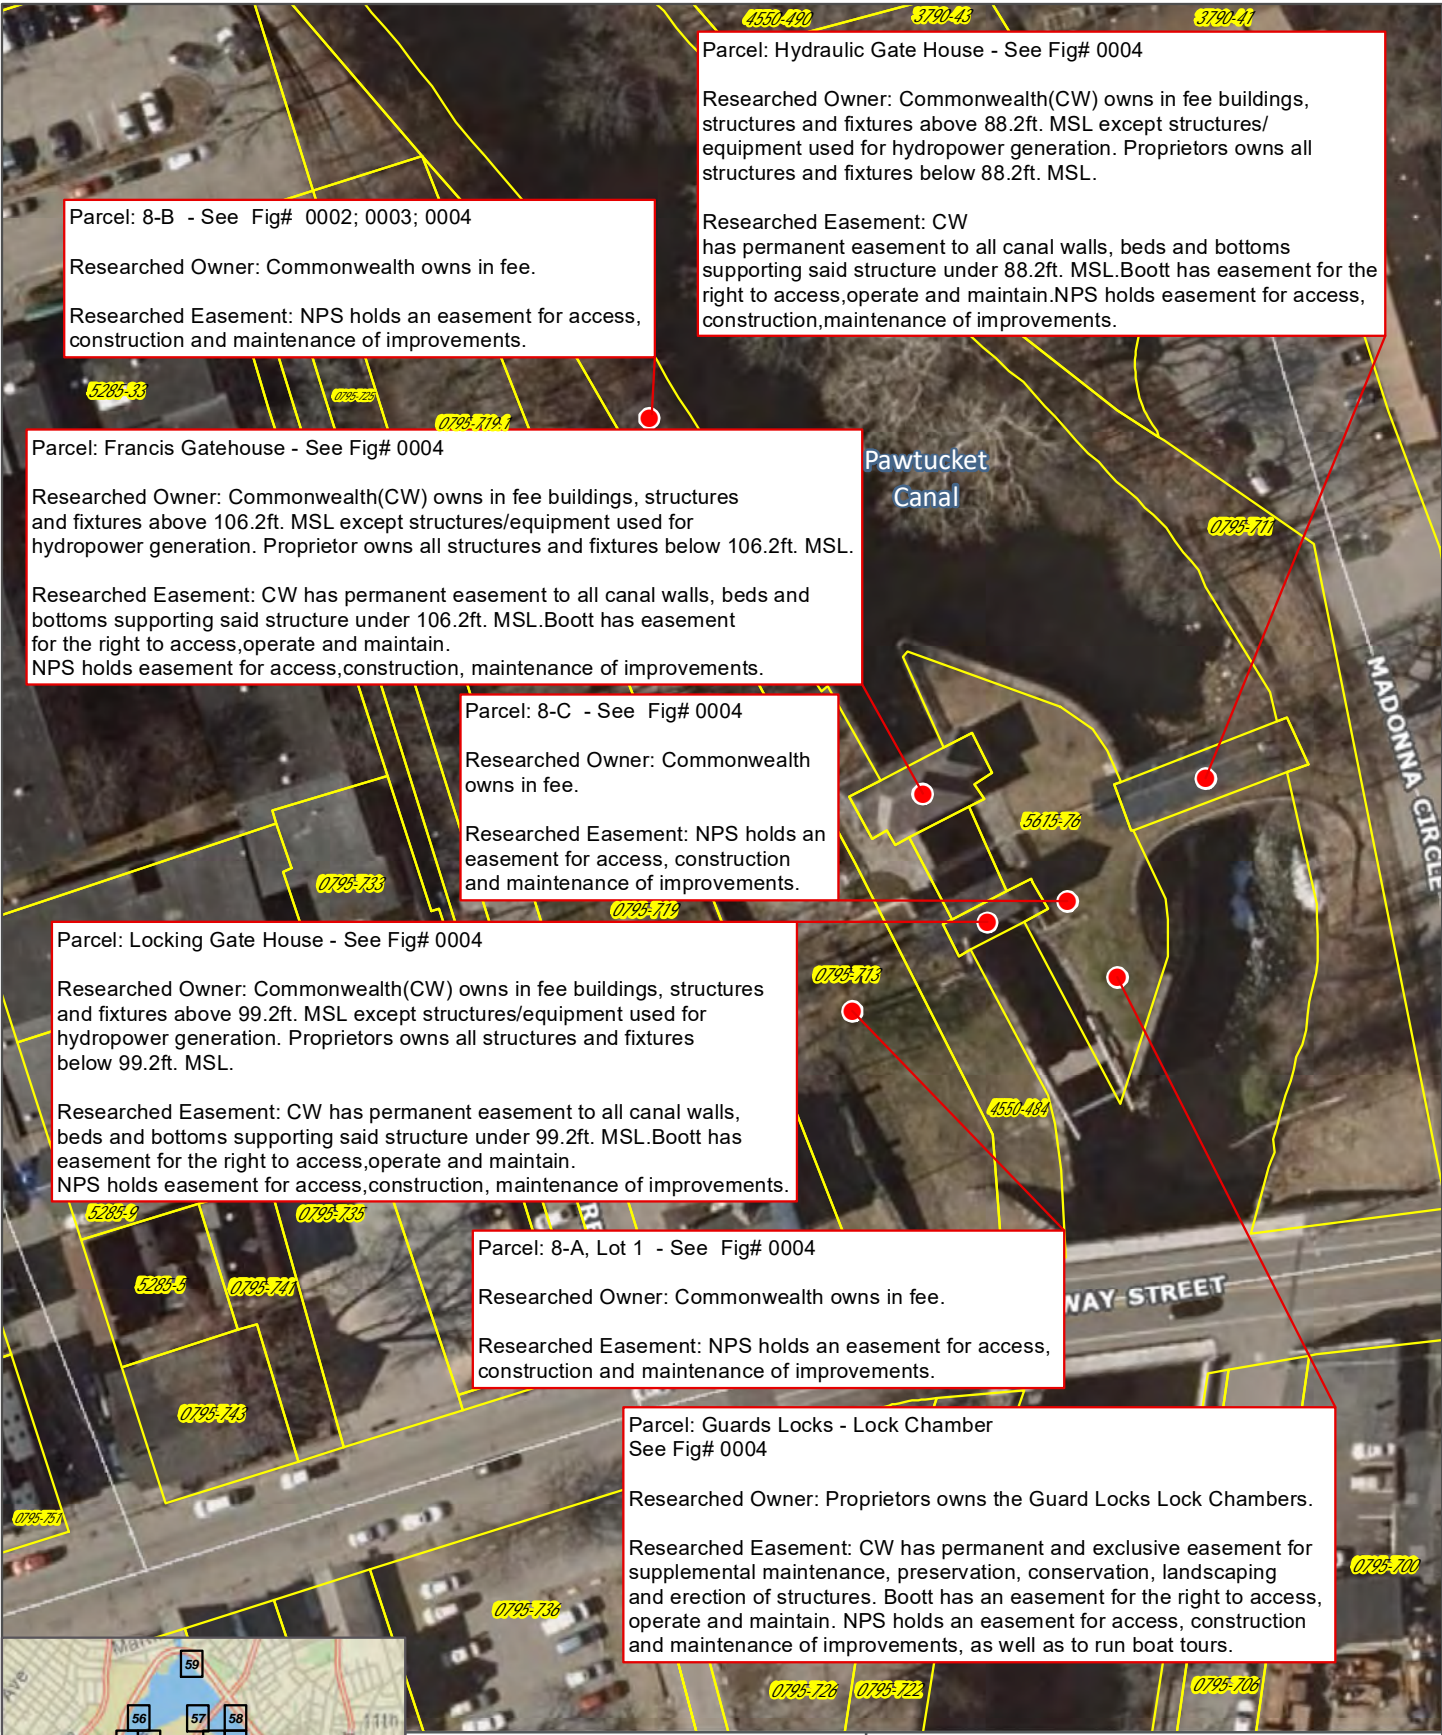 4550-490
3790-43
3790-41
Parcel: Hydraulic Gate House - See Fig# 0004
Researched Owner: Commonwealth(CW) owns in fee buildings,
structures and fixtures above 88.2ft. MSL except structures/
equipment used for hydropower generation. Proprietors owns all
structures and fixtures below 88.2ft. MSL.
Researched Easement: CW
has permanent easement to all canal walls, beds and bottoms
supporting said structure under 88.2ft. MSL.Boott has easement for the
right to access,operate and maintain.NPS holds easement for access,
construction,maintenance of improvements.
Parcel: 8-B - See Fig# 0002; 0003; 0004
Researched Owner: Commonwealth owns in fee.
Researched Easement: NPS holds an easement for access,
construction and maintenance of improvements.
5285-33
0795-725
0795-719.1
Parcel: Francis Gatehouse - See Fig# 0004
Researched Owner: Commonwealth(CW) owns in fee buildings, structures
and fixtures above 106.2ft. MSL except structures/equipment used for
hydropower generation. Proprietor owns all structures and fixtures below 106.2ft. MSL.
Researched Easement: CW has permanent easement to all canal walls, beds and
bottoms supporting said structure under 106.2ft. MSL.Boott has easement
for the right to access,operate and maintain.
NPS holds easement for access,construction, maintenance of improvements.
Pawtucket
Canal
0795-711
MADONNA CIRCLE
Parcel: 8-C - See Fig# 0004
Researched Owner: Commonwealth
owns in fee.
Researched Easement: NPS holds an
easement for access, construction
and maintenance of improvements.
5615-76
0795-733
0795-719
0795-713
Parcel: Locking Gate House - See Fig# 0004
Researched Owner: Commonwealth(CW) owns in fee buildings, structures
and fixtures above 99.2ft. MSL except structures/equipment used for
hydropower generation. Proprietors owns all structures and fixtures
below 99.2ft. MSL.
Researched Easement: CW has permanent easement to all canal walls,
beds and bottoms supporting said structure under 99.2ft. MSL.Boott has
easement for the right to access,operate and maintain.
NPS holds easement for access,construction, maintenance of improvements.
4550-484
5285-9
0795-735
5285-5
0795-741
Parcel: 8-A, Lot 1 - See Fig# 0004
Researched Owner: Commonwealth owns in fee.
Researched Easement: NPS holds an easement for access,
construction and maintenance of improvements.
WAY STREET
0795-743
Parcel: Guards Locks - Lock Chamber
See Fig# 0004
Researched Owner: Proprietors owns the Guard Locks Lock Chambers.
Researched Easement: CW has permanent and exclusive easement for
supplemental maintenance, preservation, conservation, landscaping
and erection of structures. Boott has an easement for the right to access,
operate and maintain. NPS holds an easement for access, construction
and maintenance of improvements, as well as to run boat tours.
0795-751
0795-700
0795-736
0795-726
0795-722
0795-706
Ave
11th
59
56
57
58